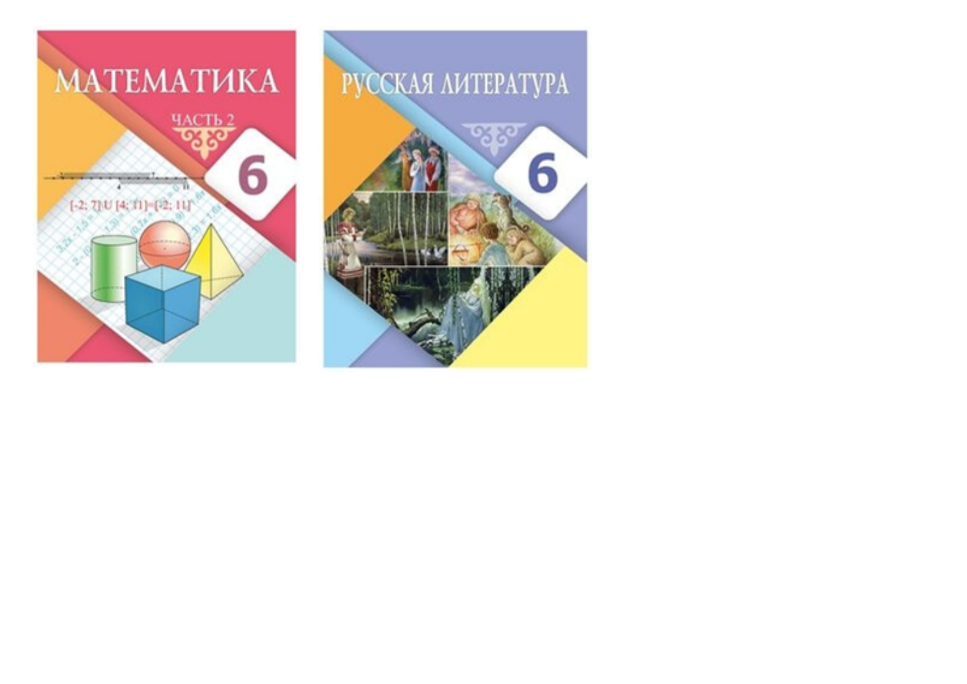 МАТЕМАТИКА
ЧАСТЬ 2
6
[-2; 7] U [4; 11]=[-2; 11]
РУССКАЯ ЛИТЕРАТУРА
6